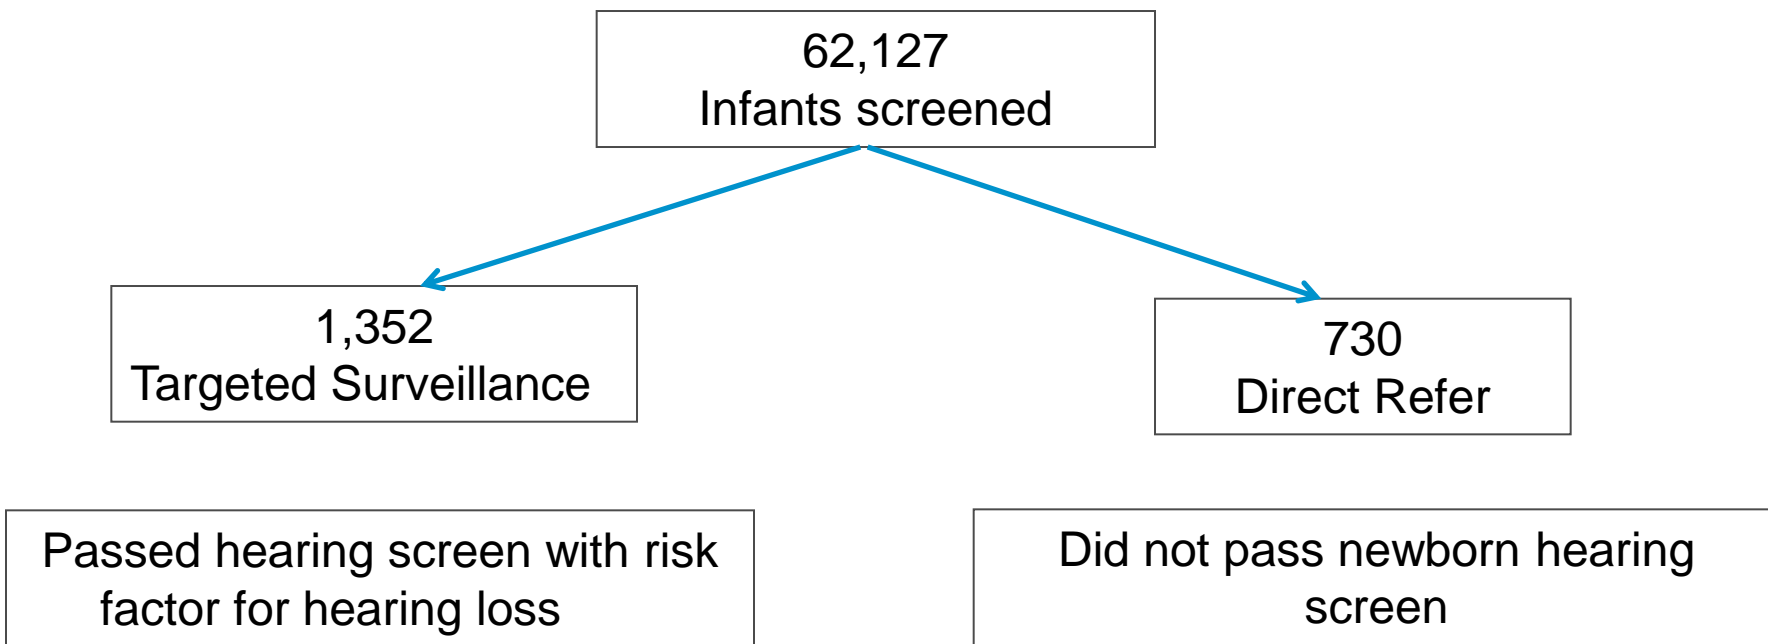 62,127
Infants screened
1,352
Targeted Surveillance
730
Direct Refer
Passed hearing screen with risk
factor for hearing loss
Did not pass newborn hearing
screen